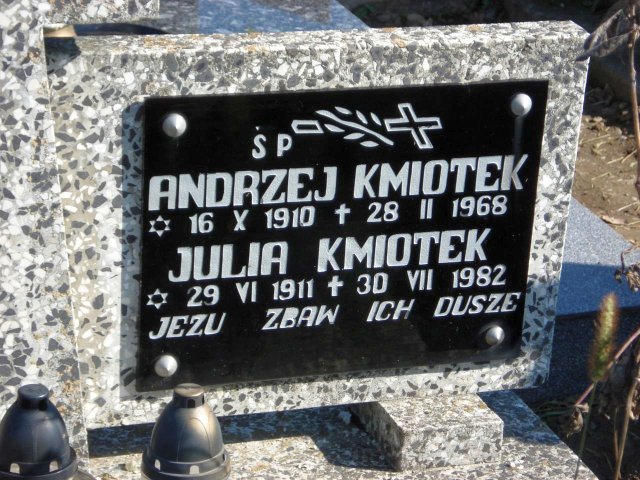 Ś P
ANDRZEJ KMIOTEK
✡ 16 X 1910 ✝ 28 II 1968
JULIA KMIOTEK
✡ 29 VI 1911 ✝ 30 VII 1982
JEZU ZBAW ICH DUSZE